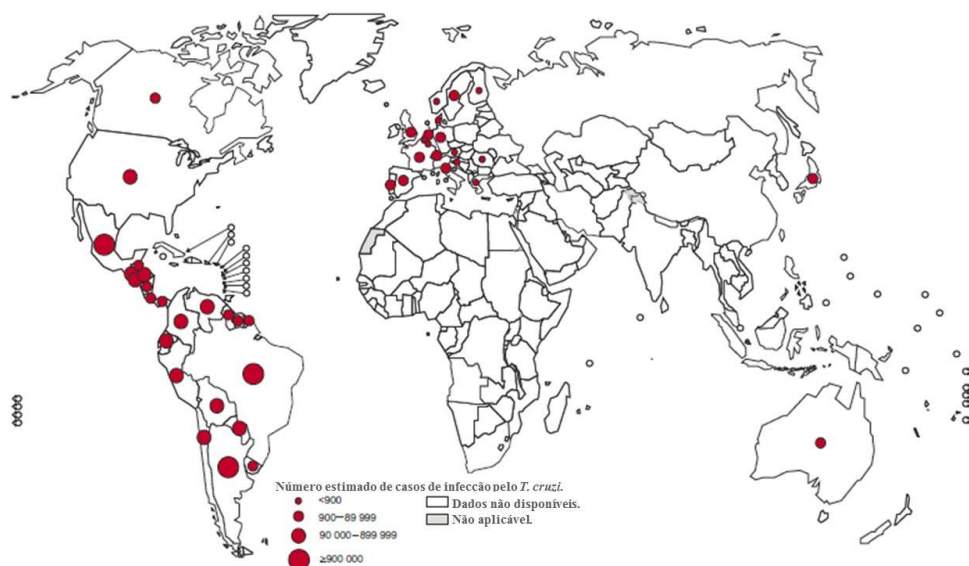 Número estimado de casos de infecção pelo T. cruzi.
<900
900–89 999
90 000–899 999
≥900 000
Dados não disponíveis.
Não aplicável.